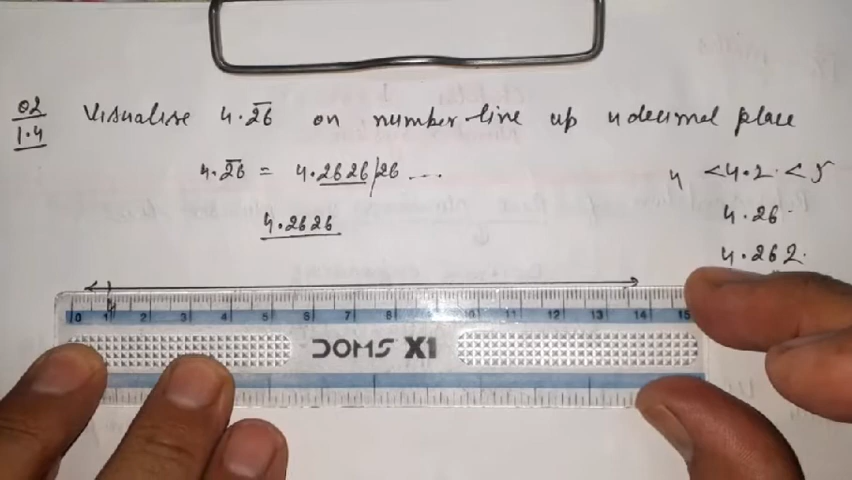 Q2
1.4
Visualise 4.2̅6̅ on number line up 4 decimal place
4.2̅6̅ = 4.2626/26 ....
4 < 4.2 < 5
4.26
4.2626
4.262
0 1 2 3 4 5 6 7 8 9 10 11 12 13 14 15
DOMS X1